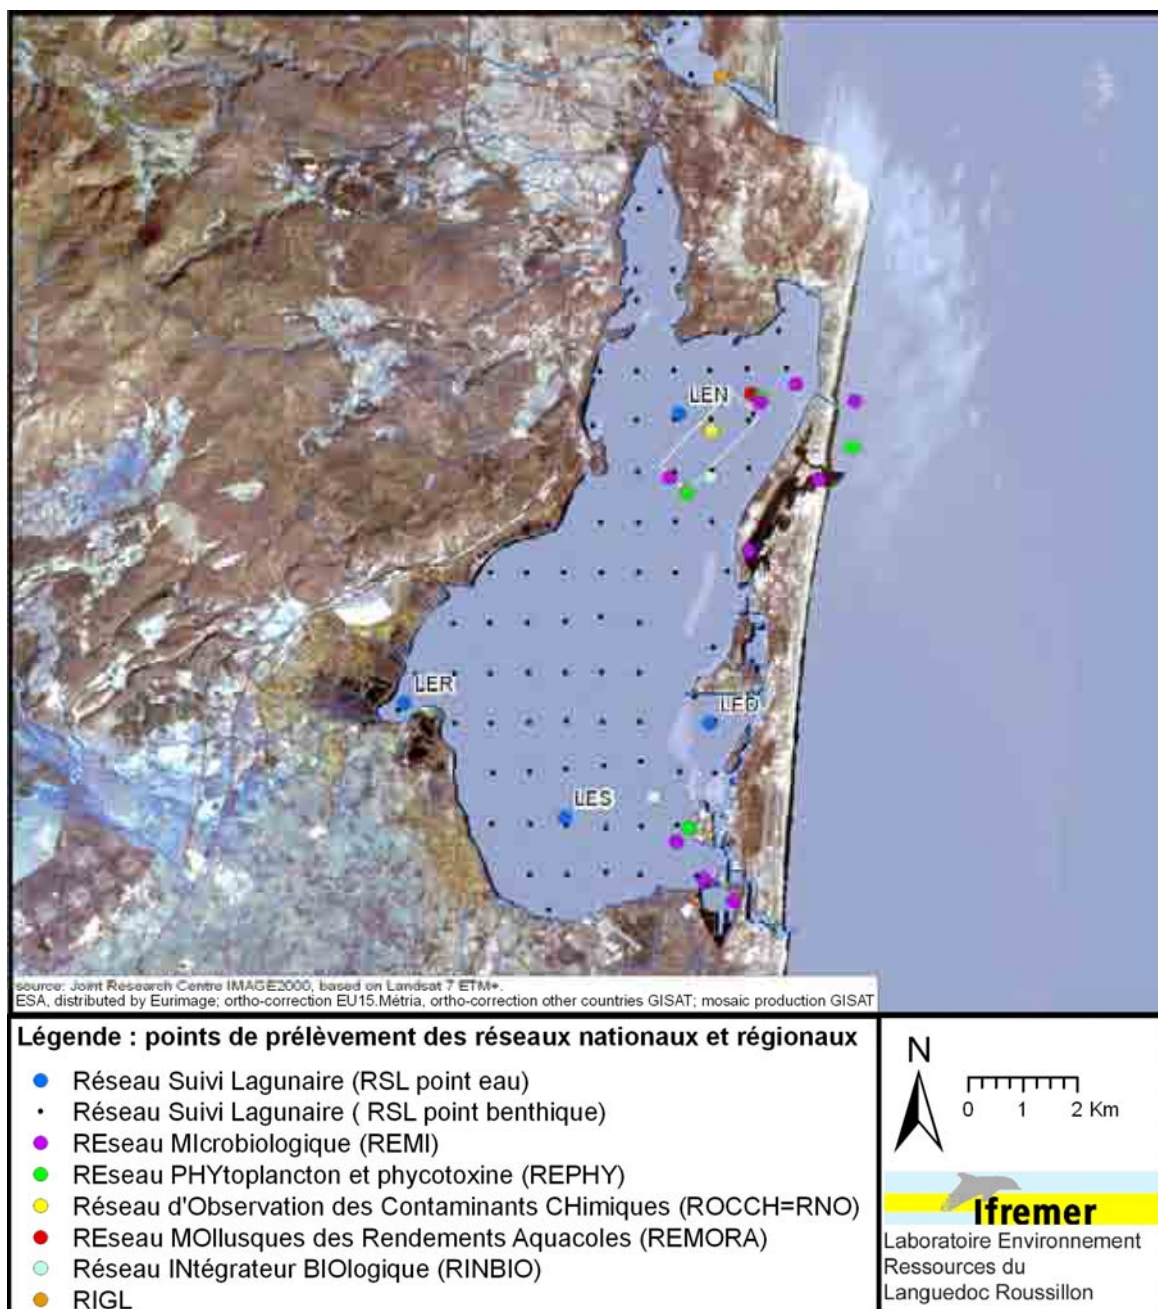 LEN
LER
LED
LES
source: Joint Research Centre IMAGE2000, based on Landsat 7 ETM+.
ESA, distributed by Eurimage; ortho-correction EU15.Métria, ortho-correction other countries GISAT; mosaic production GISAT
Légende : points de prélèvement des réseaux nationaux et régionaux
Réseau Suivi Lagunaire (RSL point eau)
Réseau Suivi Lagunaire ( RSL point benthique)
REseau MIcrobiologique (REMI)
REseau PHYtoplancton et phycotoxine (REPHY)
Réseau d'Observation des Contaminants CHimiques (ROCCH=RNO)
REseau MOllusques des Rendements Aquacoles (REMORA)
Réseau INtégrateur BIOlogique (RINBIO)
RIGL
N
0 1 2 Km
Ifremer
Laboratoire Environnement
Ressources du
Languedoc Roussillon